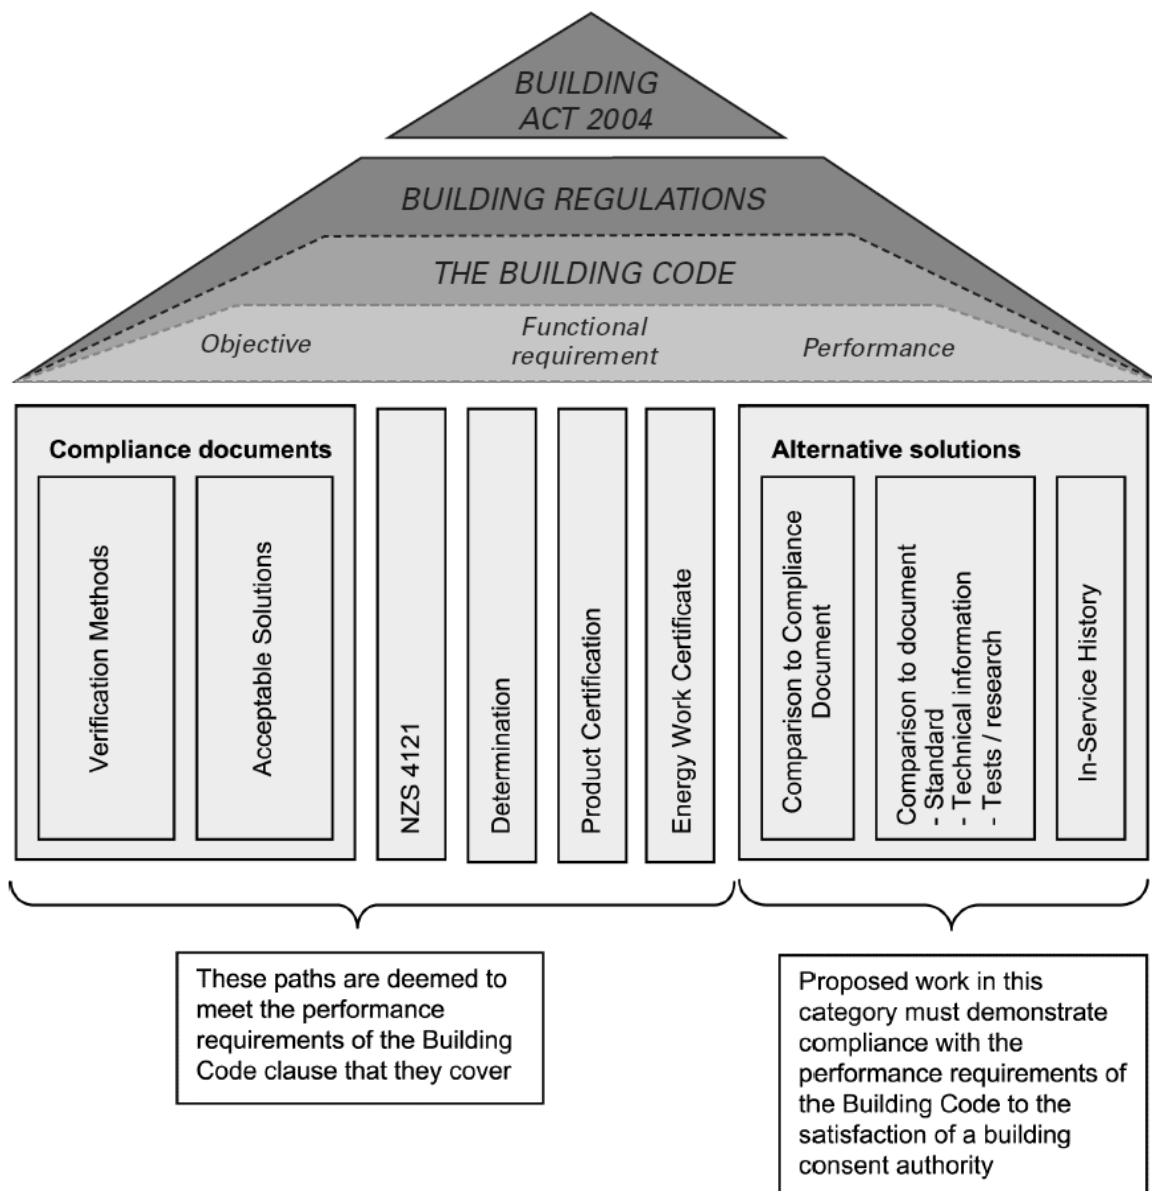 BUILDING
ACT 2004
BUILDING REGULATIONS
THE BUILDING CODE
Objective
Functional
requirement
Performance
Compliance documents
Verification Methods
Acceptable Solutions
NZS 4121
Determination
Product Certification
Energy Work Certificate
Alternative solutions
Comparison to Compliance
Document
Comparison to document
- Standard
- Technical information
- Tests / research
In-Service History
These paths are deemed to
meet the performance
requirements of the Building
Code clause that they cover
Proposed work in this
category must demonstrate
compliance with the
performance requirements of
the Building Code to the
satisfaction of a building
consent authority